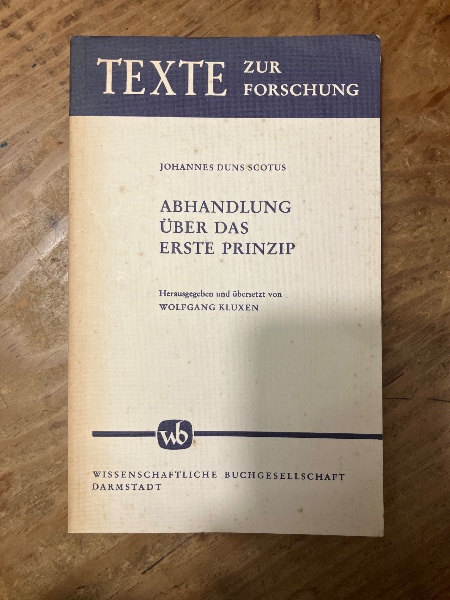 TEXTE ZUR
FORSCHUNG
JOHANNES DUNS SCOTUS
ABHANDLUNG
ÜBER DAS
ERSTE PRINZIP
Herausgegeben und übersetzt von
WOLFGANG KLUXEN
wb
WISSENSCHAFTLICHE BUCHGESELLSCHAFT
DARMSTADT